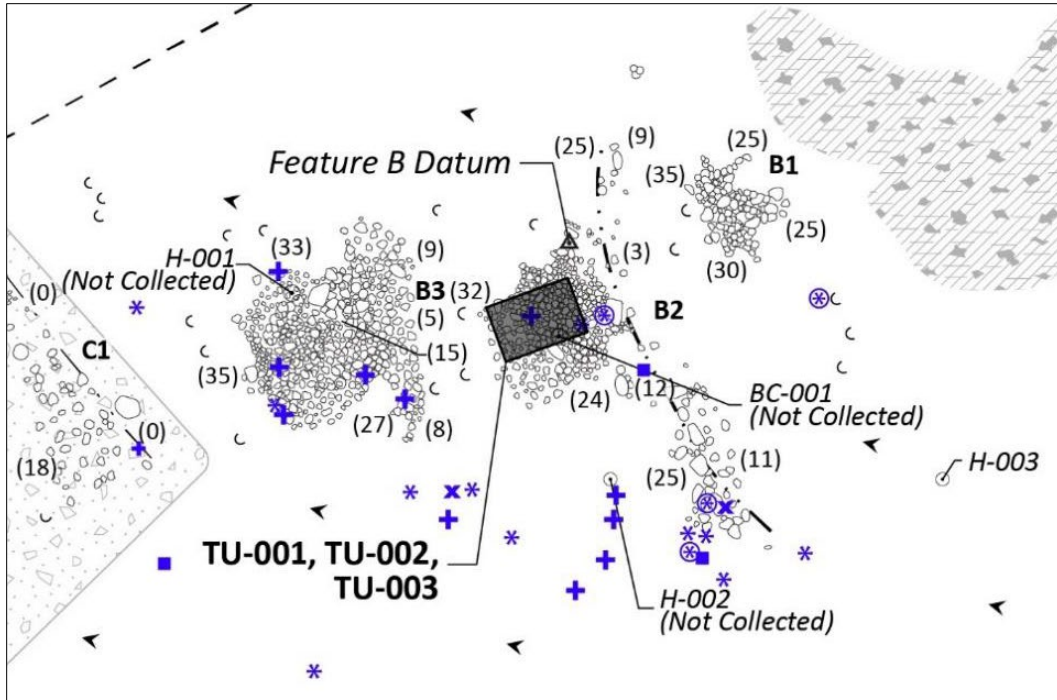 (25)
(9)
(25)
B1
Feature B Datum
(35)
(25)
(33)
(9)
(3)
(30)
H-001
(Not Collected)
B3
(32)
(0)
(5)
B2
C1
(15)
(35)
(12)
BC-001
(Not Collected)
(24)
(0)
(27)
(8)
(18)
(25)
(11)
H-003
TU-001, TU-002,
TU-003
H-002
(Not Collected)